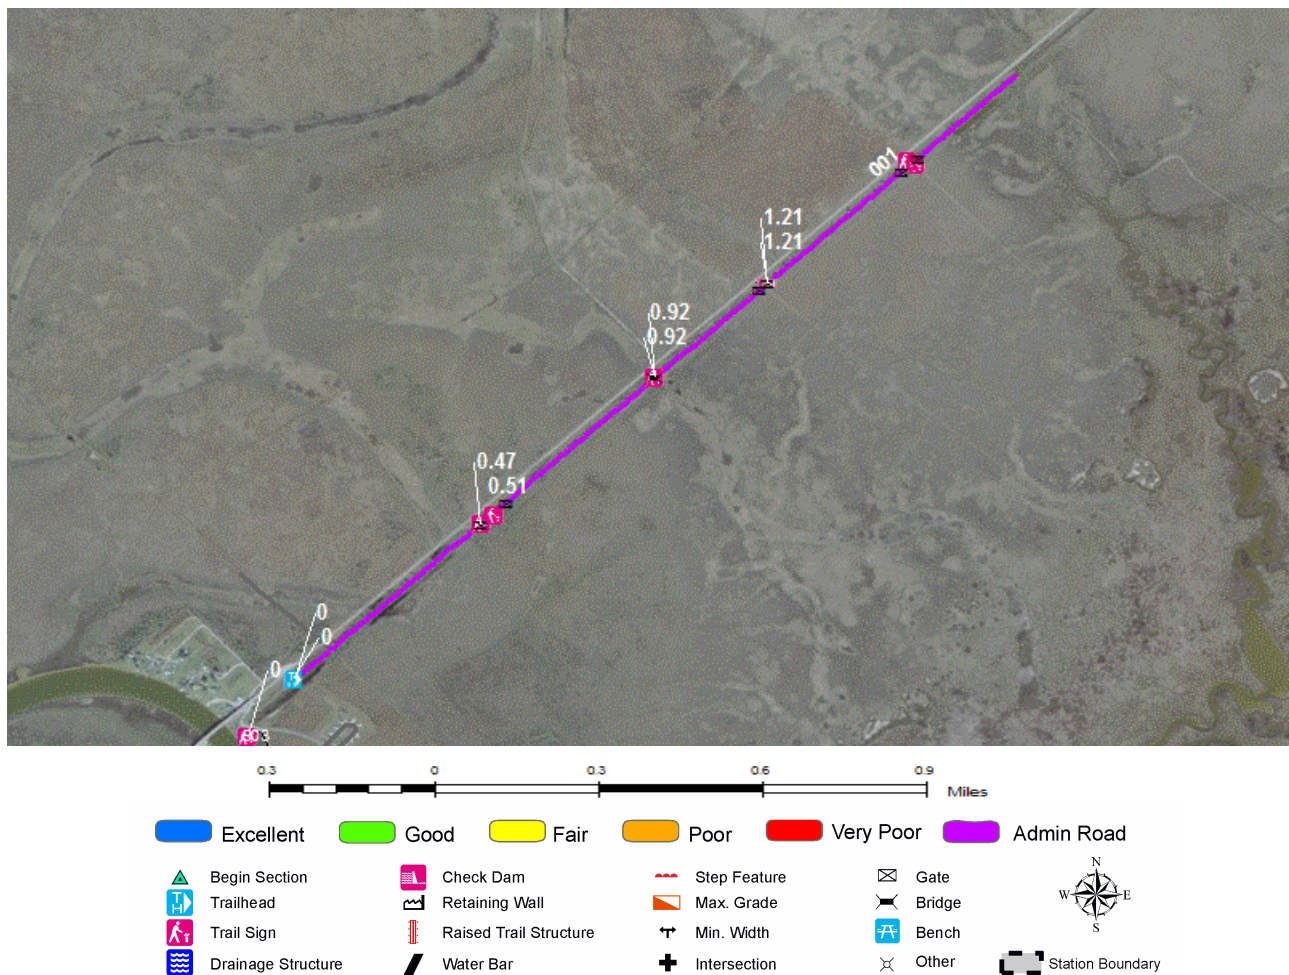 001
1.21
1.21
0.92
0.92
0.47
0.51
0
0
0
903
0.3 0 0.3 0.6 0.9
Miles
Excellent Good Fair Poor Very Poor Admin Road
Begin Section Check Dam Step Feature Gate
Trailhead Retaining Wall Max. Grade Bridge
Trail Sign Raised Trail Structure Min. Width Bench
Drainage Structure Water Bar Intersection Other Station Boundary
N
W E
S
T
H